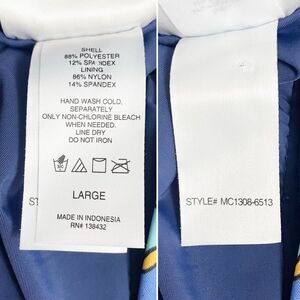 SHELL
88% POLYESTER
12% SPANDEX
LINING
86% NYLON
14% SPANDEX
HAND WASH COLD,
SEPARATELY
ONLY NON-CHLORINE BLEACH
WHEN NEEDED.
LINE DRY
DO NOT IRON
LARGE
ST
MADE IN INDONESIA
RN# 138432
STYLE# MC1308-6513